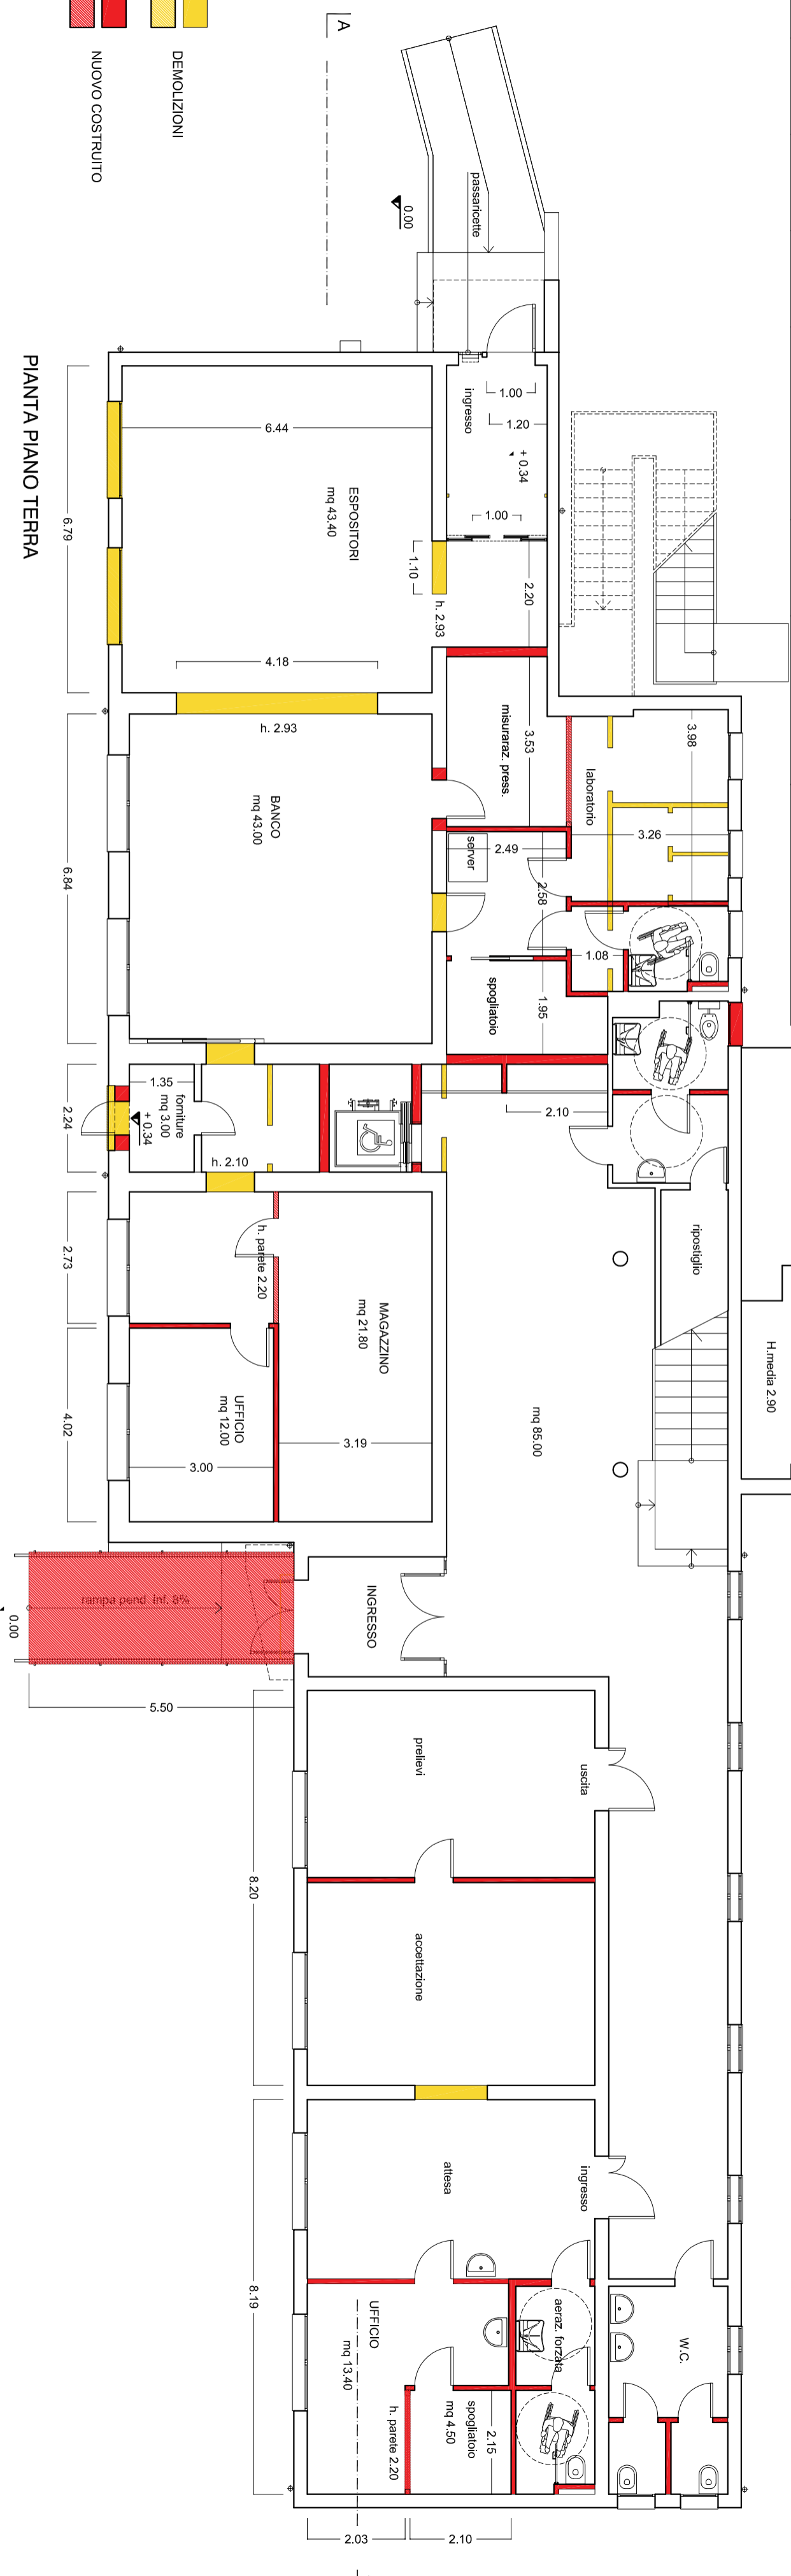 DEMOLIZIONI
NUOVO COSTRUITO
A
0.00
passaricette
PIANTA PIANO TERRA
ingresso
1.00
1.20
+ 0.34
1.00
6.44
ESPOSITORI
mq 43.40
6.79
1.10
h. 2.93
2.20
4.18
h. 2.93
BANCO
mq 43.00
6.84
misuraraz. press.
3.53
laboratorio
3.98
3.26
server
2.49
2.58
1.08
spogliatoio
1.95
1.35
forniture
mq 3.00
+ 0.34
2.24
h. 2.10
2.10
ripostiglio
h. parete 2.20
2.73
MAGAZZINO
mq 21.80
UFFICIO
mq 12.00
3.19
3.00
4.02
mq 85.00
H.media 2.90
rampa pend. inf. 8%
0.00
INGRESSO
5.50
prelievi
uscita
8.20
accettazione
attesa
ingresso
8.19
UFFICIO
mq 13.40
aeraz. forzata
W.C.
h. parete 2.20
spogliatoio
mq 4.50
2.15
2.03
2.10